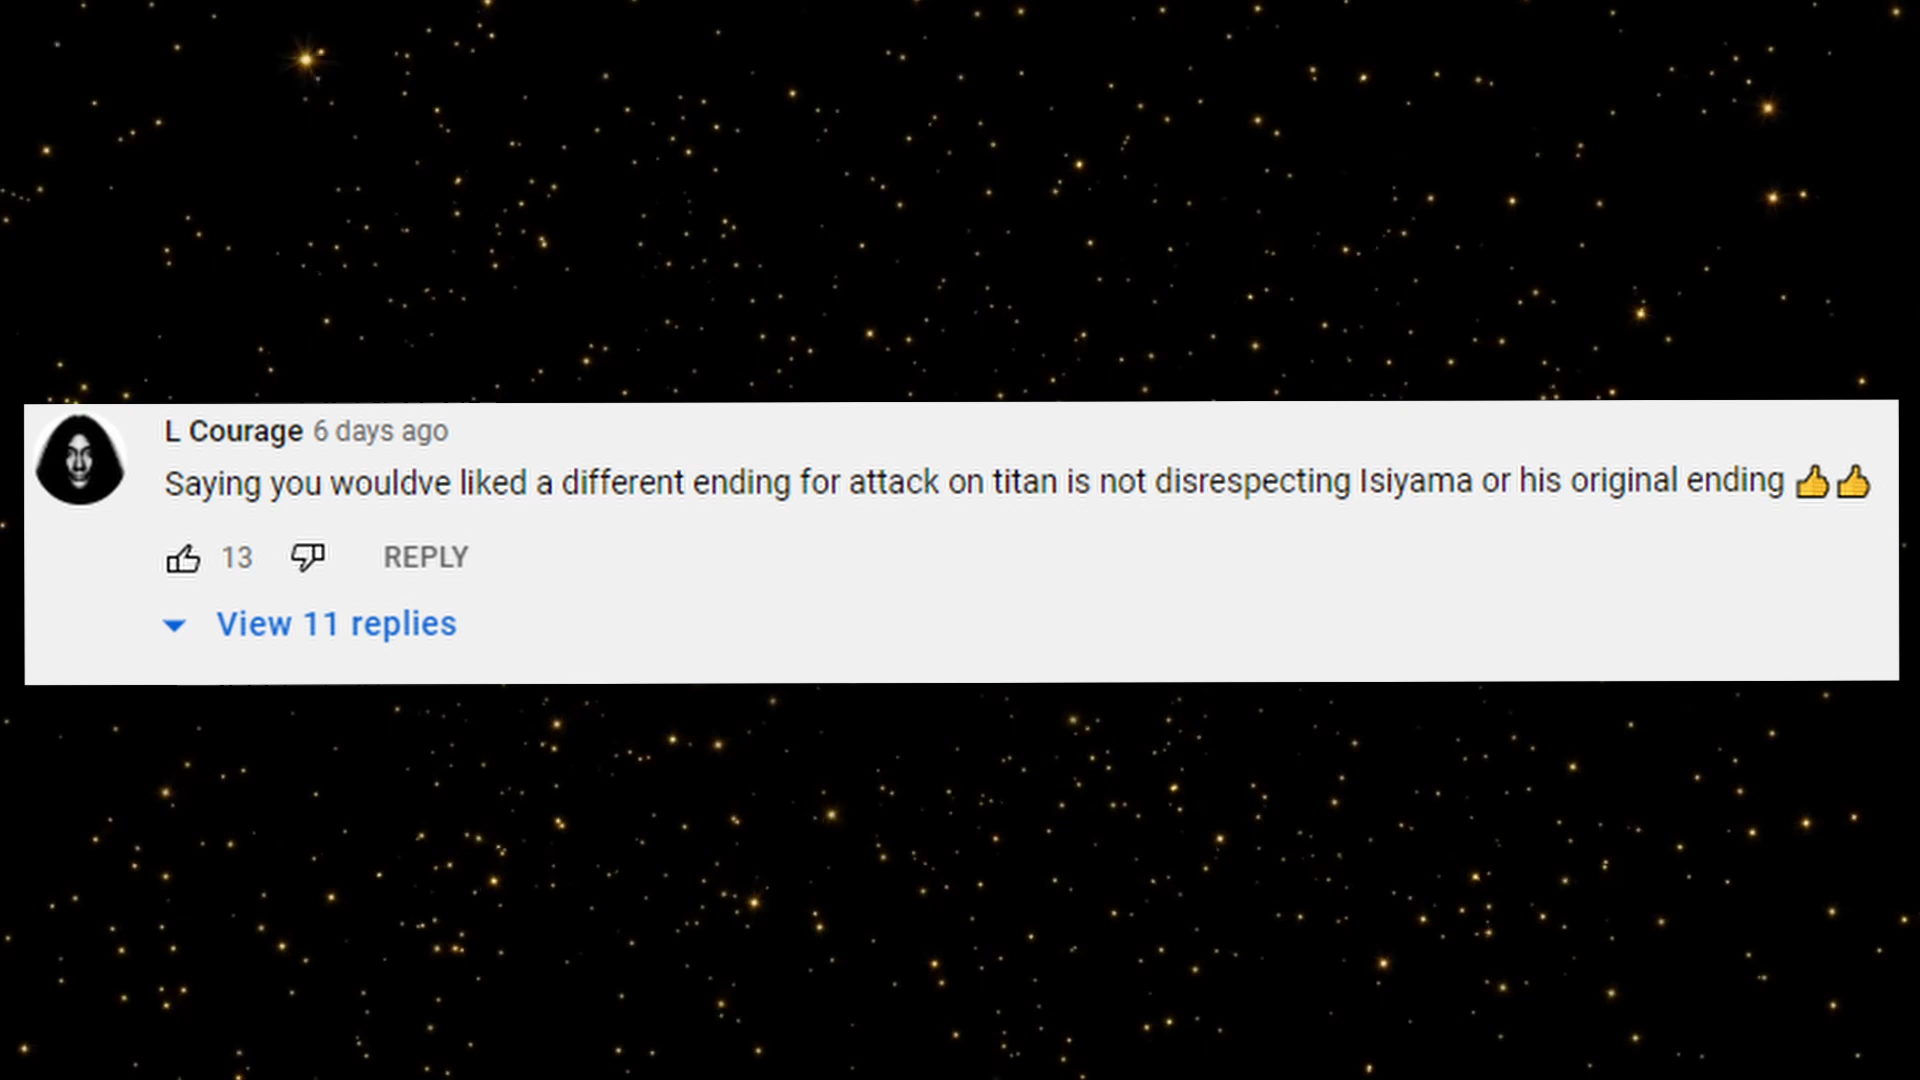 L Courage 6 days ago
Saying you wouldve liked a different ending for attack on titan is not disrespecting Isiyama or his original ending 👍👍
13 REPLY
View 11 replies